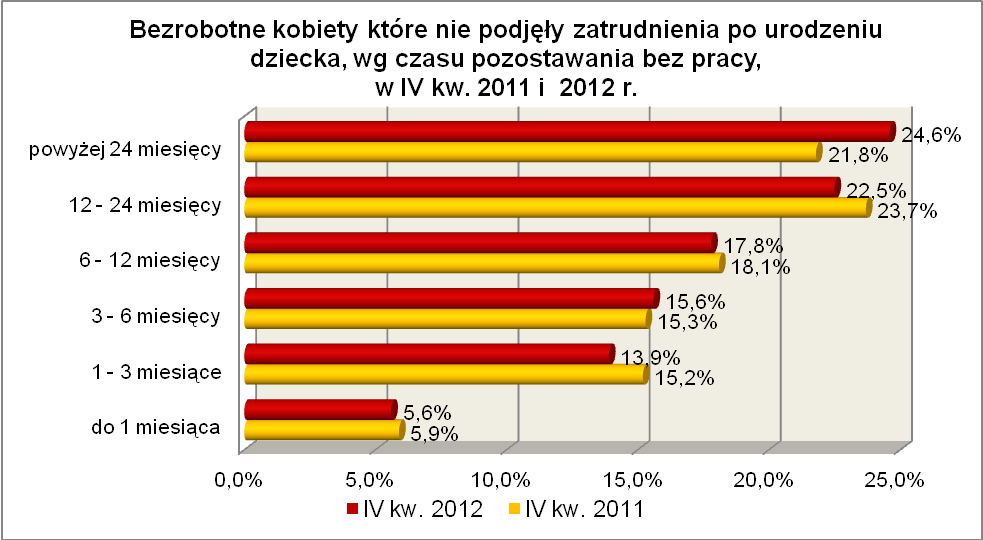 Bezrobotne kobiety które nie podjęły zatrudnienia po urodzeniu
dziecka, wg czasu pozostawania bez pracy,
w IV kw. 2011 i 2012 r.
powyżej 24 miesięcy
24,6%
21,8%
12 - 24 miesięcy
22,5%
23,7%
6 - 12 miesięcy
17,8%
18,1%
3 - 6 miesięcy
15,6%
15,3%
1 - 3 miesiące
13,9%
15,2%
do 1 miesiąca
5,6%
5,9%
0,0% 5,0% 10,0% 15,0% 20,0% 25,0%
IV kw. 2012 IV kw. 2011